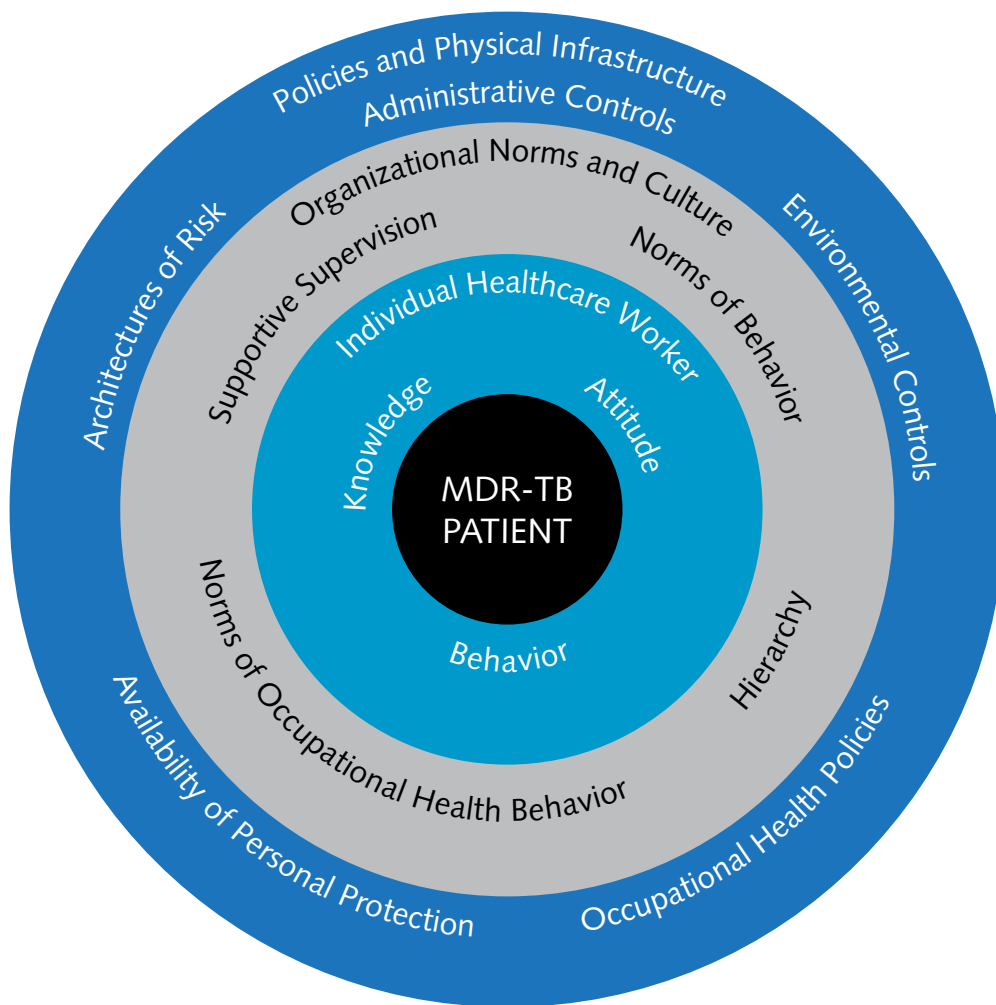 Policies and Physical Infrastructure
Administrative Controls
Architectures of Risk
Environmental Controls
Availability of Personal Protection
Occupational Health Policies
Organizational Norms and Culture
Supportive Supervision
Norms of Behavior
Norms of Occupational Health Behavior
Hierarchy
Individual Healthcare Worker
Knowledge
Attitude
Behavior
MDR-TB
PATIENT